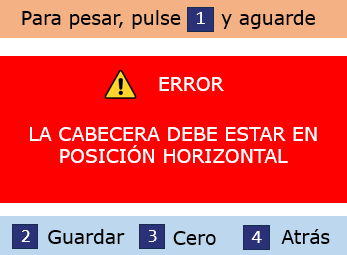 Para pesar, pulse 1 y aguarde
ERROR
LA CABECERA DEBE ESTAR EN
POSICIÓN HORIZONTAL
2 Guardar 3 Cero 4 Atrás